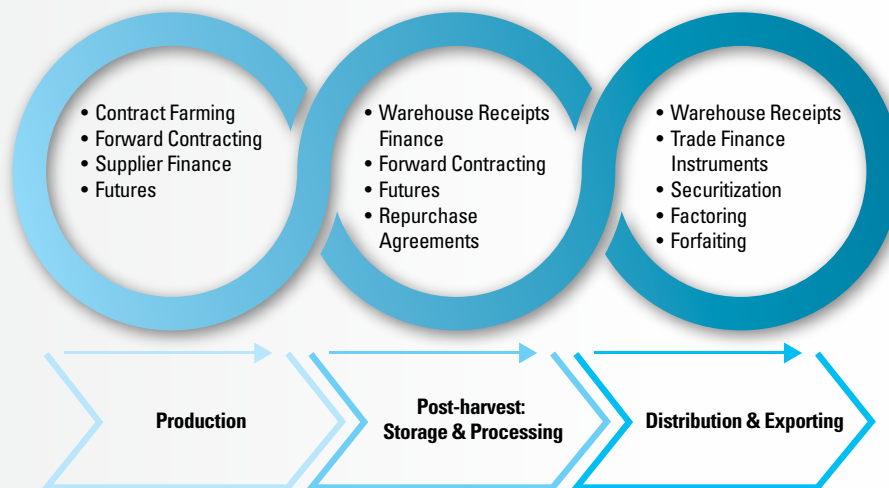 • Contract Farming
• Forward Contracting
• Supplier Finance
• Futures
• Warehouse Receipts
Finance
• Forward Contracting
• Futures
• Repurchase
Agreements
• Warehouse Receipts
• Trade Finance
Instruments
• Securitization
• Factoring
• Forfaiting
Production
Post-harvest:
Storage & Processing
Distribution & Exporting